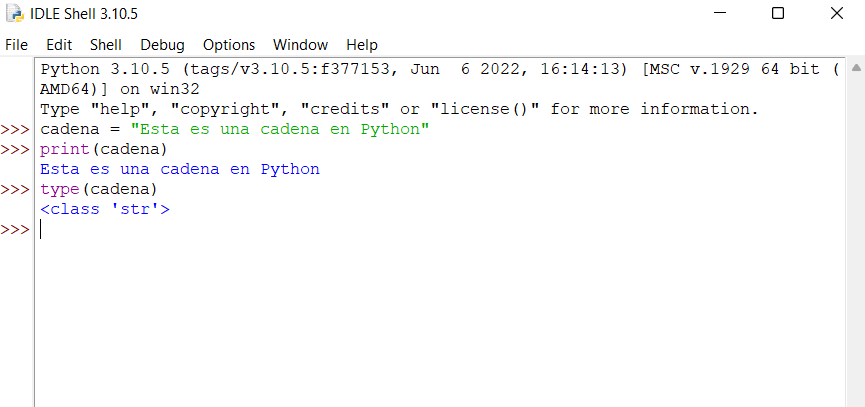 IDLE Shell 3.10.5
File Edit Shell Debug Options Window Help
Python 3.10.5 (tags/v3.10.5:f377153, Jun  6 2022, 16:14:13) [MSC v.1929 64 bit (
AMD64)] on win32
Type "help", "copyright", "credits" or "license()" for more information.
>>> cadena = "Esta es una cadena en Python"
>>> print(cadena)
Esta es una cadena en Python
>>> type(cadena)
<class 'str'>
>>>